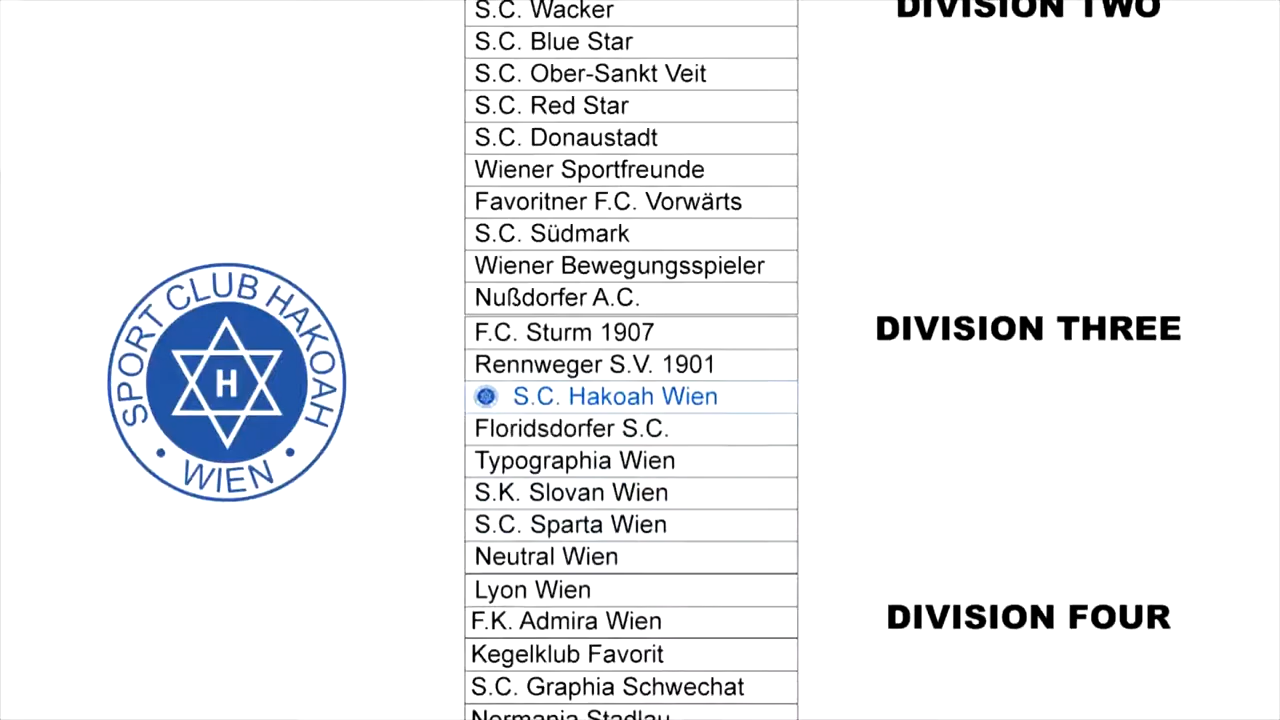 S.C. Wacker
DIVISION TWO
S.C. Blue Star
S.C. Ober-Sankt Veit
S.C. Red Star
S.C. Donaustadt
Wiener Sportfreunde
Favoritner F.C. Vorwärts
S.C. Südmark
Wiener Bewegungsspieler
Nußdorfer A.C.
SPORT CLUB HAKOAH
H
WIEN
F.C. Sturm 1907
DIVISION THREE
Rennweger S.V. 1901
S.C. Hakoah Wien
Floridsdorfer S.C.
Typographia Wien
S.K. Slovan Wien
S.C. Sparta Wien
Neutral Wien
Lyon Wien
F.K. Admira Wien
DIVISION FOUR
Kegelklub Favorit
S.C. Graphia Schwechat
Normania Stadlau